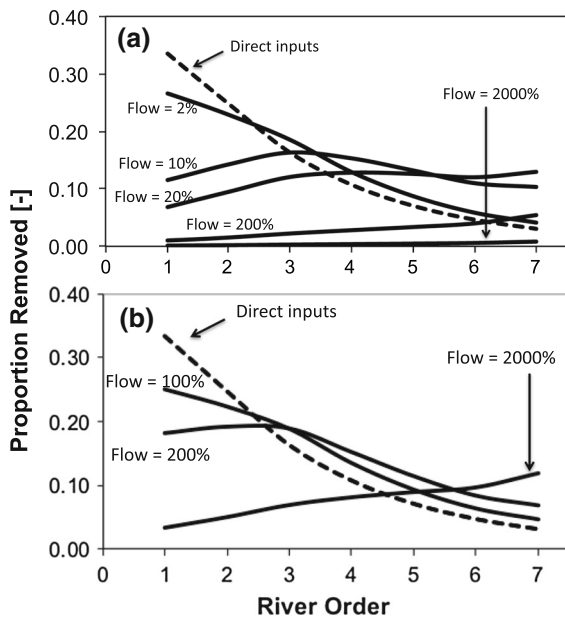 (a)
Direct inputs
Flow = 2%
Flow = 2000%
Flow = 10%
Flow = 20%
Flow = 200%
0.40
0.30
0.20
0.10
0.00
0 1 2 3 4 5 6 7
(b)
Direct inputs
Flow = 100%
Flow = 2000%
Flow = 200%
0.40
0.30
0.20
0.10
0.00
0 1 2 3 4 5 6 7
Proportion Removed [-]
River Order